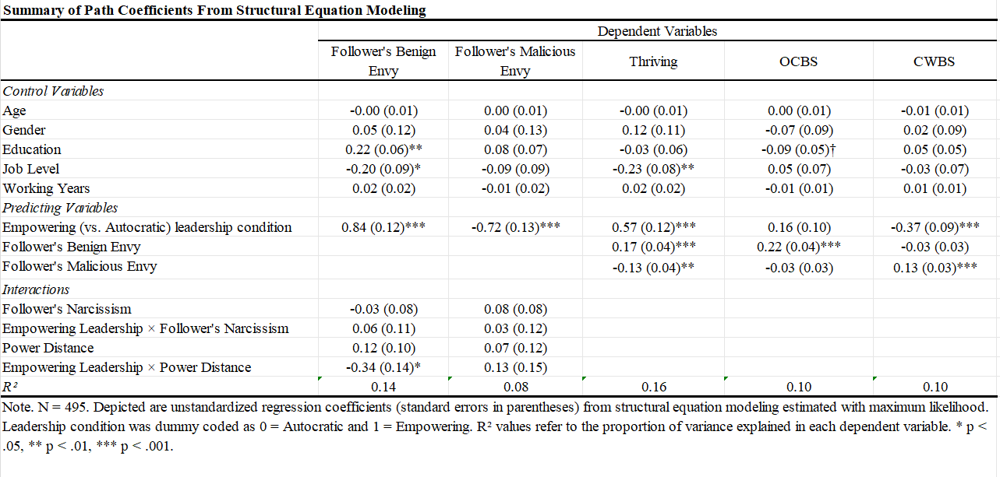 Summary of Path Coefficients From Structural Equation Modeling
Dependent Variables
Follower's Benign Envy Follower's Malicious Envy Thriving OCBS CWBS
Control Variables
Age -0.00 (0.01) 0.00 (0.01) -0.00 (0.01) 0.00 (0.01) -0.01 (0.01)
Gender 0.05 (0.12) 0.04 (0.13) 0.12 (0.11) -0.07 (0.09) 0.02 (0.09)
Education 0.22 (0.06)** 0.08 (0.07) -0.03 (0.06) -0.09 (0.05)† 0.05 (0.05)
Job Level -0.20 (0.09)* -0.09 (0.09) -0.23 (0.08)** 0.05 (0.07) -0.03 (0.07)
Working Years 0.02 (0.02) -0.01 (0.02) 0.02 (0.02) -0.01 (0.01) 0.01 (0.01)
Predicting Variables
Empowering (vs. Autocratic) leadership condition 0.84 (0.12)*** -0.72 (0.13)*** 0.57 (0.12)*** 0.16 (0.10) -0.37 (0.09)***
Follower's Benign Envy 0.17 (0.04)*** 0.22 (0.04)*** -0.03 (0.03)
Follower's Malicious Envy -0.13 (0.04)** -0.03 (0.03) 0.13 (0.03)***
Interactions
Follower's Narcissism -0.03 (0.08) 0.08 (0.08)
Empowering Leadership × Follower's Narcissism 0.06 (0.11) 0.03 (0.12)
Power Distance 0.12 (0.10) 0.07 (0.12)
Empowering Leadership × Power Distance -0.34 (0.14)* 0.13 (0.15)
R² 0.14 0.08 0.16 0.10 0.10
Note. N = 495. Depicted are unstandardized regression coefficients (standard errors in parentheses) from structural equation modeling estimated with maximum likelihood.
Leadership condition was dummy coded as 0 = Autocratic and 1 = Empowering. R² values refer to the proportion of variance explained in each dependent variable. * p <
.05, ** p < .01, *** p < .001.